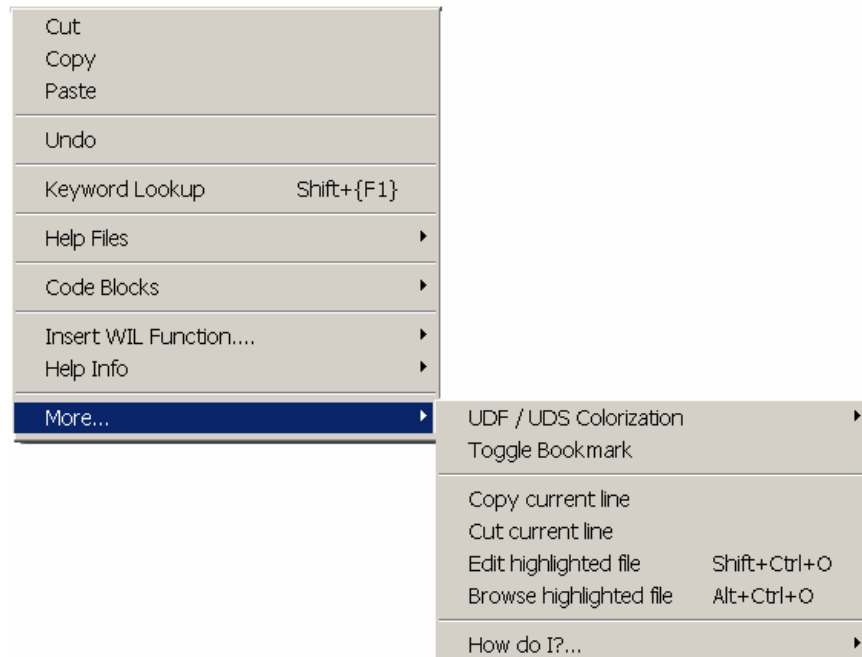 Cut
Copy
Paste
Undo
Keyword Lookup Shift+{F1}
Help Files
Code Blocks
Insert WIL Function....
Help Info
More...
UDF / UDS Colorization
Toggle Bookmark
Copy current line
Cut current line
Edit highlighted file Shift+Ctrl+O
Browse highlighted file Alt+Ctrl+O
How do I?...